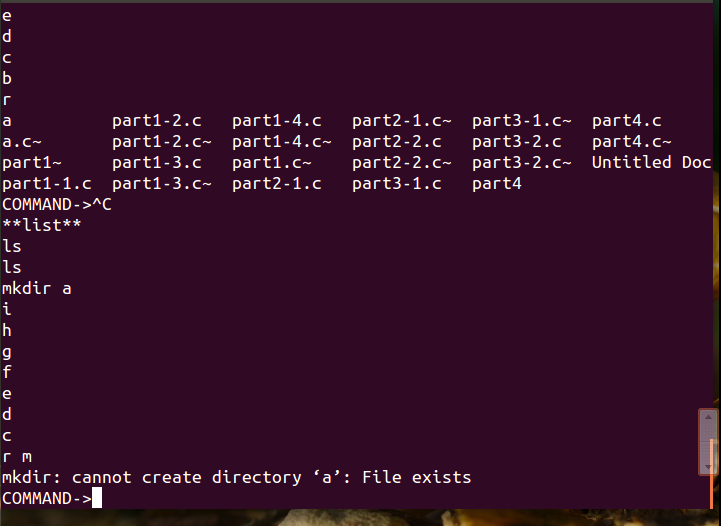 e
d
c
b
r
a part1-2.c part1-4.c part2-1.c~ part3-1.c~ part4.c
a.c~ part1-2.c~ part1-4.c~ part2-2.c part3-2.c part4.c~
part1~ part1-3.c part1.c~ part2-2.c~ part3-2.c~ Untitled Doc
part1-1.c part1-3.c~ part2-1.c part3-1.c part4
COMMAND->^C
**list**
ls
ls
mkdir a
i
h
g
f
e
d
c
r m
mkdir: cannot create directory ‘a’: File exists
COMMAND->